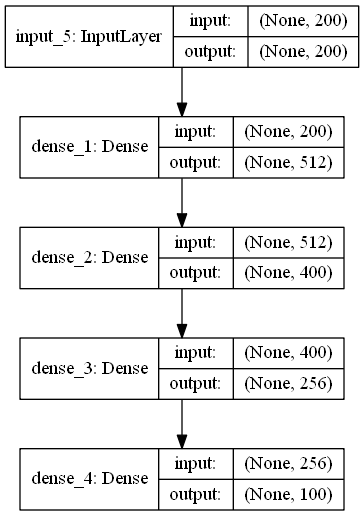 input_5: InputLayer
input: (None, 200)
output: (None, 200)
dense_1: Dense
input: (None, 200)
output: (None, 512)
dense_2: Dense
input: (None, 512)
output: (None, 400)
dense_3: Dense
input: (None, 400)
output: (None, 256)
dense_4: Dense
input: (None, 256)
output: (None, 100)